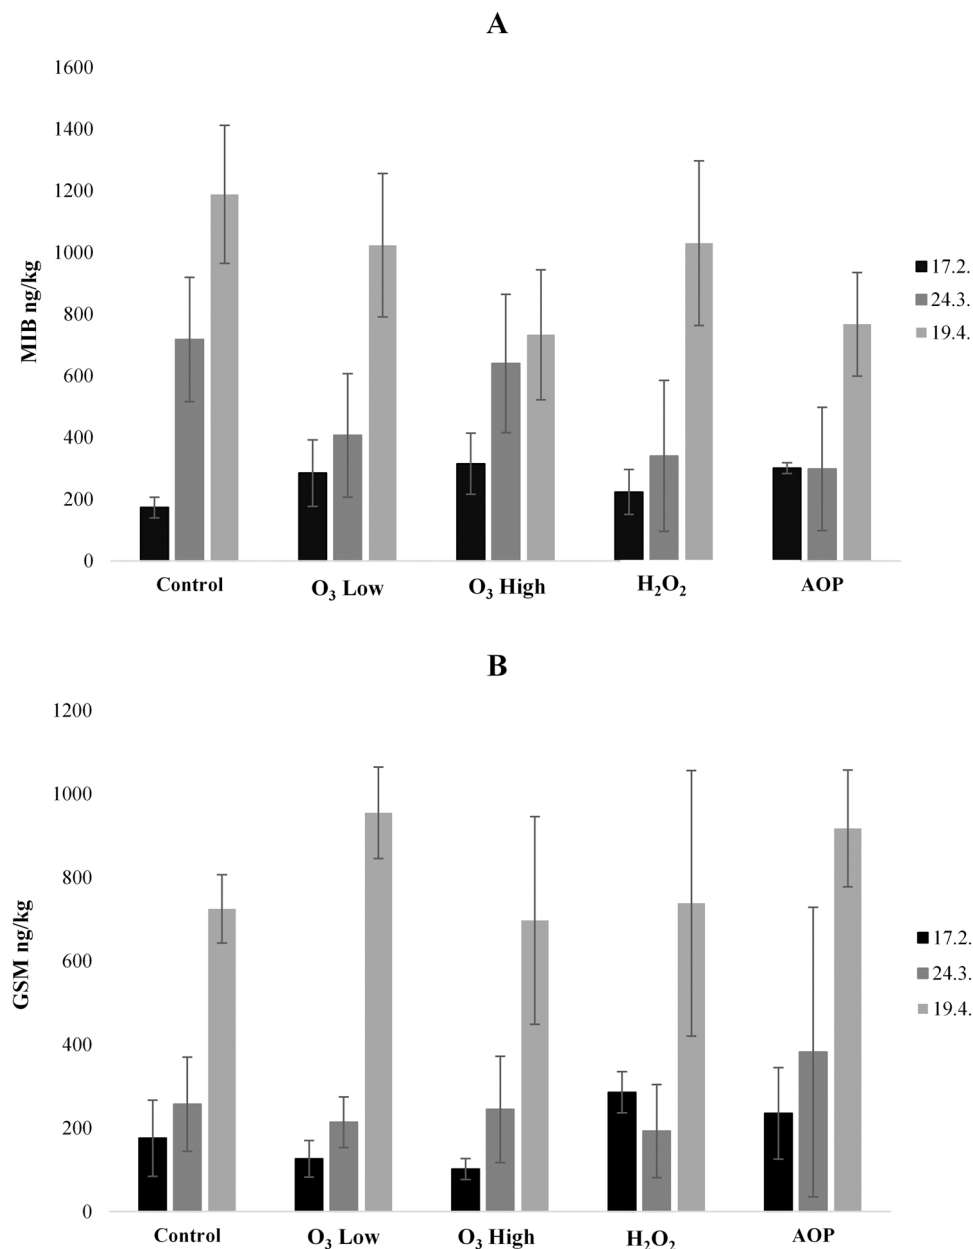 A
1600
1400
1200
1000
800
600
400
200
0
MIB ng/kg
Control
O₃ Low
O₃ High
H₂O₂
AOP
17.2.
24.3.
19.4.
B
1200
1000
800
600
400
200
0
GSM ng/kg
Control
O₃ Low
O₃ High
H₂O₂
AOP
17.2.
24.3.
19.4.